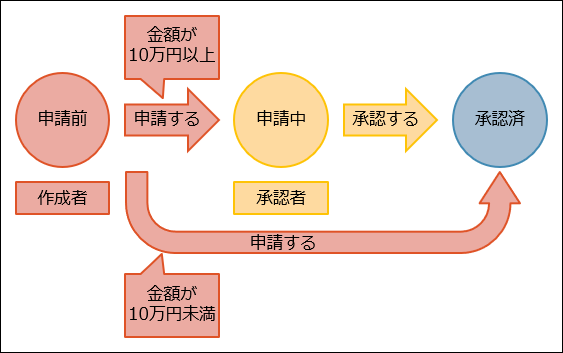 金額が
10万円以上
申請前
申請する
申請中
承認する
承認済
作成者
承認者
申請する
金額が
10万円未満